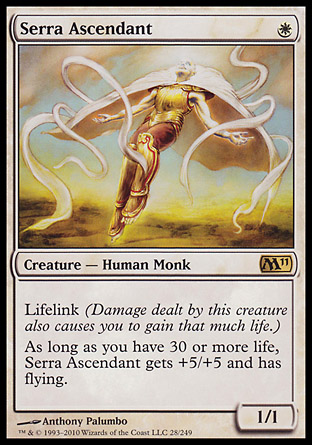 Serra Ascendant
Creature — Human Monk
M11
Lifelink (Damage dealt by this creature
also causes you to gain that much life.)
As long as you have 30 or more life,
Serra Ascendant gets +5/+5 and has
flying.
Anthony Palumbo
™ & © 1993–2010 Wizards of the Coast LLC 28/249
1/1